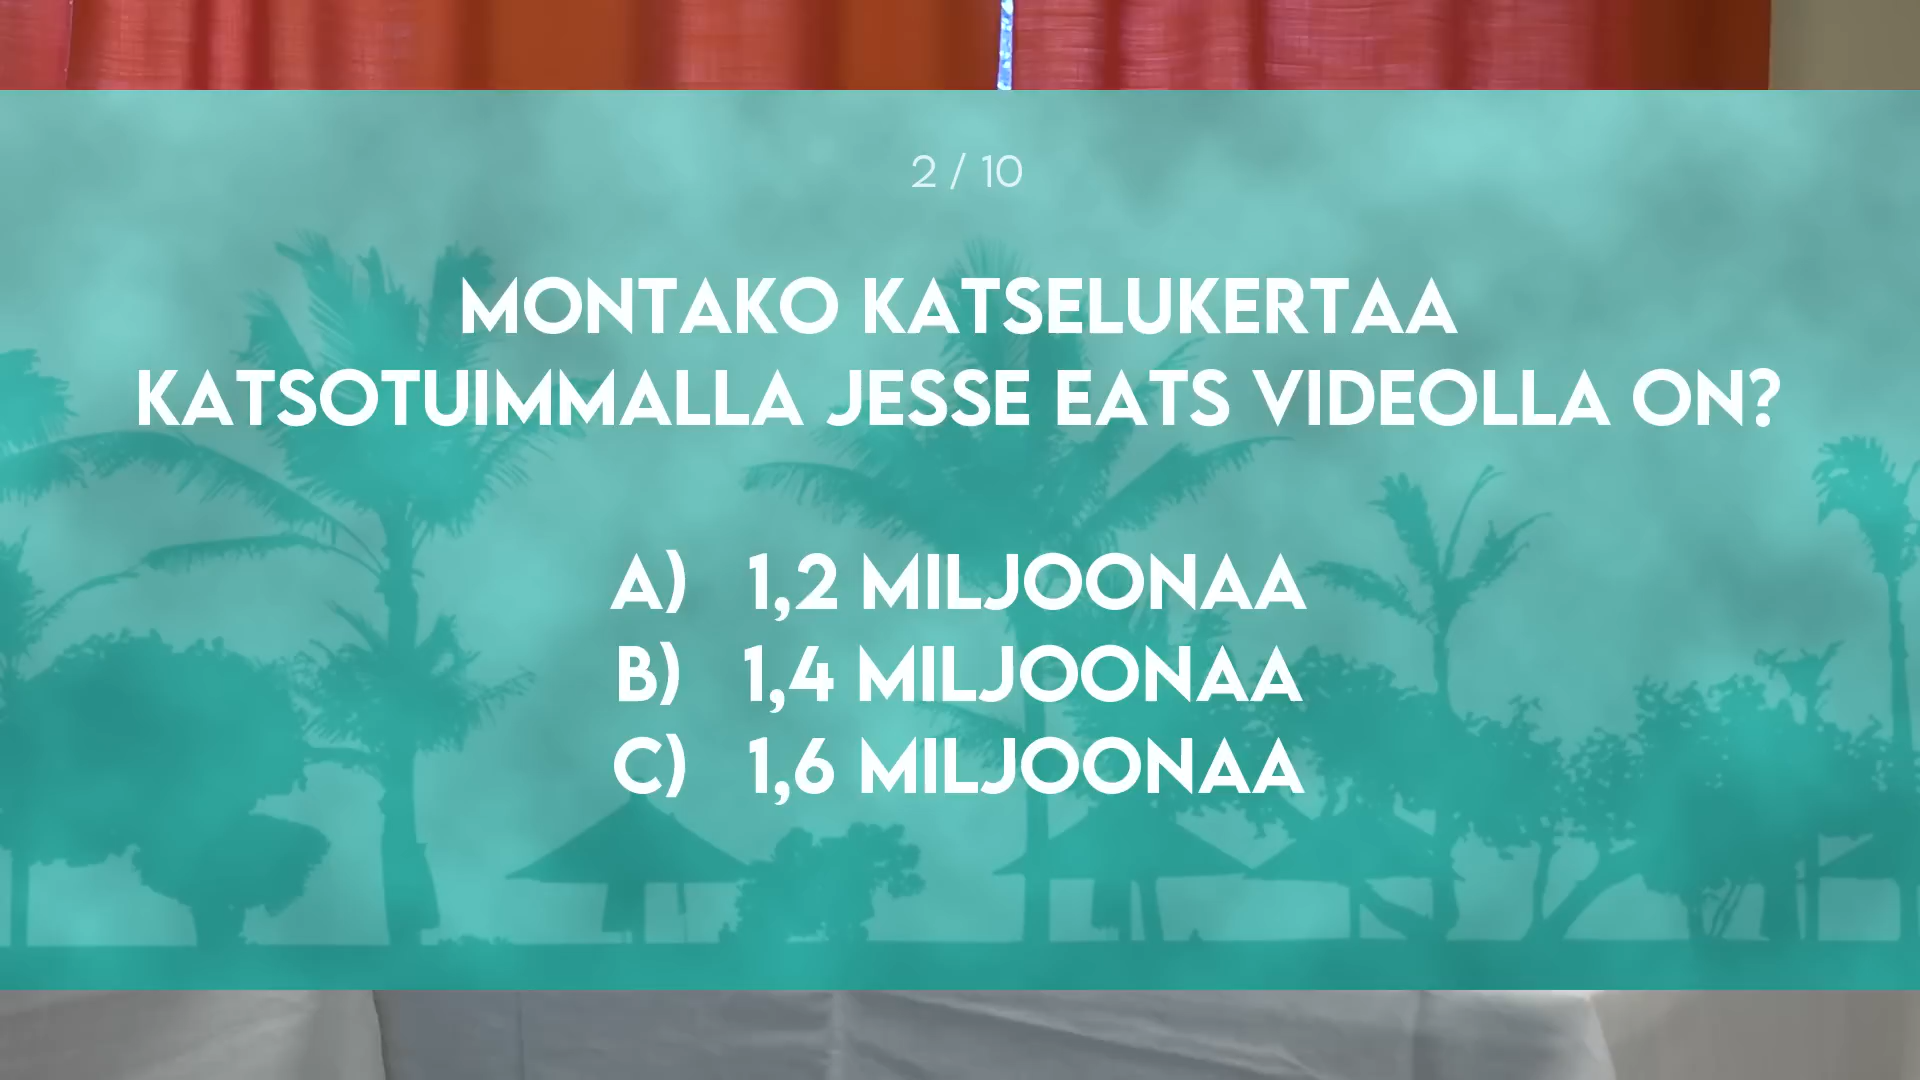 2 / 10
MONTAKO KATSELUKERTAA
KATSOTUIMMALLA JESSE EATS VIDEOLLA ON?
A) 1,2 MILJOONAA
B) 1,4 MILJOONAA
C) 1,6 MILJOONAA